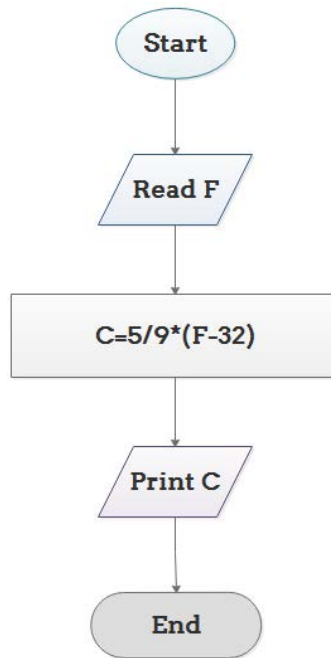 Start
Read F
C=5/9*(F-32)
Print C
End